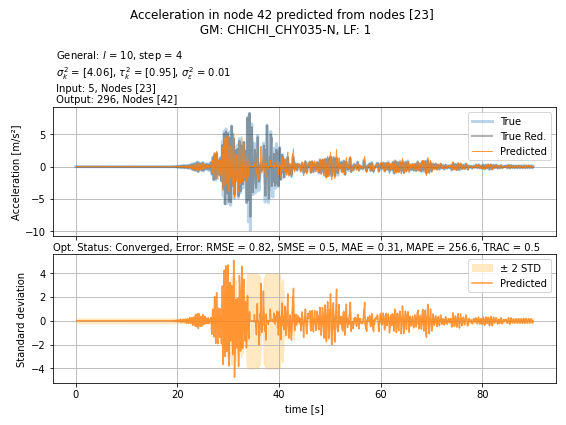 Acceleration in node 42 predicted from nodes [23]
GM: CHICHI_CHY035-N, LF: 1
General: l = 10, step = 4
σ²ₖ = [4.06], τ²ₖ = [0.95], σ²ε = 0.01
Input: 5, Nodes [23]
Output: 296, Nodes [42]
Acceleration [m/s²]
5
0
−5
−10
True
True Red.
Predicted
Opt. Status: Converged, Error: RMSE = 0.82, SMSE = 0.5, MAE = 0.31, MAPE = 256.6, TRAC = 0.5
Standard deviation
4
2
0
−2
−4
± 2 STD
Predicted
0 20 40 60 80
time [s]